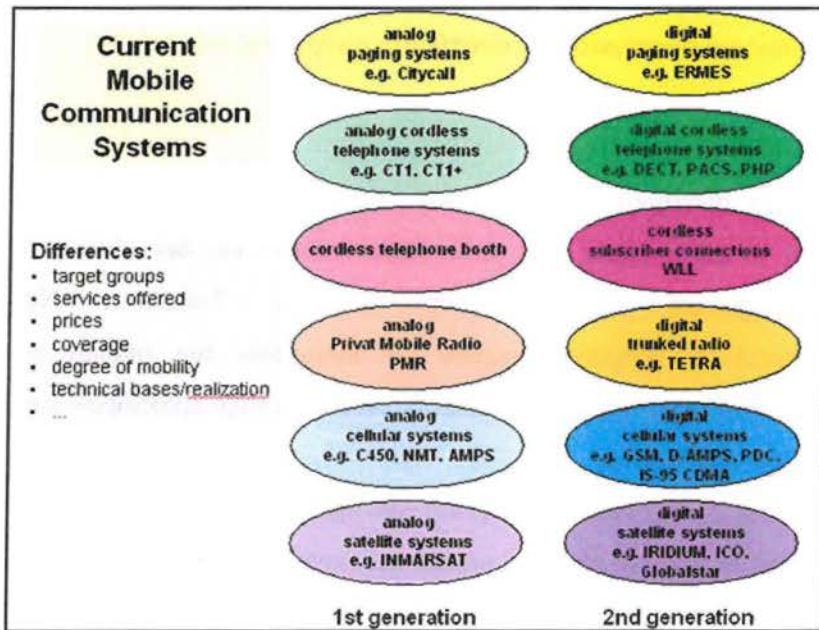 Current
Mobile
Communication
Systems
Differences:
• target groups
• services offered
• prices
• coverage
• degree of mobility
• technical bases/realization
• ...
analog
paging systems
e.g. Citycall
digital
paging systems
e.g. ERMES
analog cordless
telephone systems
e.g. CT1, CT1+
digital cordless
telephone systems
e.g. DECT, PACS, PHP
cordless telephone booth
cordless
subscriber connections
WLL
analog
Privat Mobile Radio
PMR
digital
trunked radio
e.g. TETRA
analog
cellular systems
e.g. C450, NMT, AMPS
digital
cellular systems
e.g. GSM, D-AMPS, PDC,
IS-95 CDMA
analog
satellite systems
e.g. INMARSAT
digital
satellite systems
e.g. IRIDIUM, ICO,
Globalstar
1st generation
2nd generation